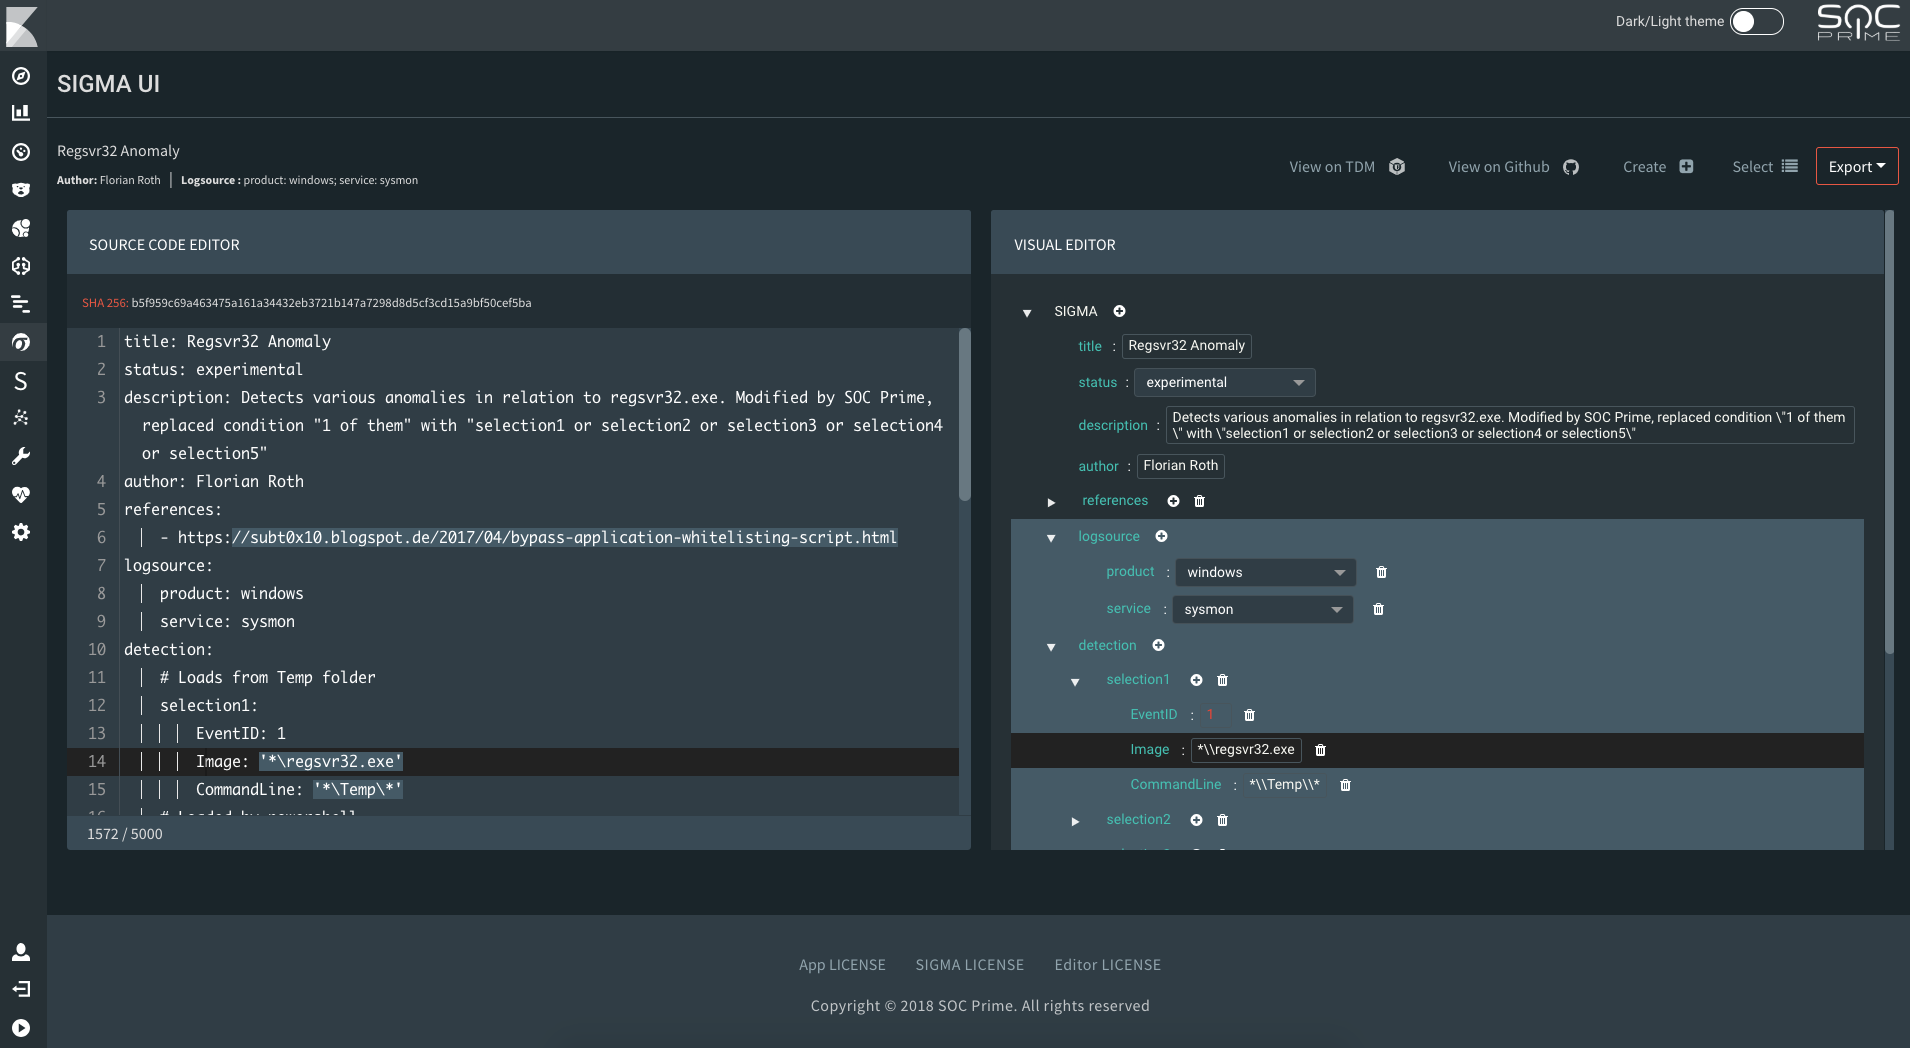 Dark/Light theme
SOC PRIME
SIGMA UI
Regsvr32 Anomaly
Author: Florian Roth | Logsource : product: windows; service: sysmon
View on TDM
View on Github
Create
Select
Export
SOURCE CODE EDITOR
SHA 256: b5f959c69a463475a161a34432eb3721b147a7298d8d5cf3cd15a9bf50cef5ba
1 title: Regsvr32 Anomaly
2 status: experimental
3 description: Detects various anomalies in relation to regsvr32.exe. Modified by SOC Prime,
replaced condition "1 of them" with "selection1 or selection2 or selection3 or selection4
or selection5"
4 author: Florian Roth
5 references:
6 - https://subt0x10.blogspot.de/2017/04/bypass-application-whitelisting-script.html
7 logsource:
8 product: windows
9 service: sysmon
10 detection:
11 # Loads from Temp folder
12 selection1:
13 EventID: 1
14 Image: '*\regsvr32.exe'
15 CommandLine: '*\Temp\*'
16 # Loaded by powershell
1572 / 5000
VISUAL EDITOR
SIGMA
title : Regsvr32 Anomaly
status : experimental
description : Detects various anomalies in relation to regsvr32.exe. Modified by SOC Prime, replaced condition \"1 of them
\" with \"selection1 or selection2 or selection3 or selection4 or selection5\"
author : Florian Roth
references
logsource
product : windows
service : sysmon
detection
selection1
EventID : 1
Image : *\\regsvr32.exe
CommandLine : *\\Temp\\*
selection2
App LICENSE
SIGMA LICENSE
Editor LICENSE
Copyright © 2018 SOC Prime. All rights reserved